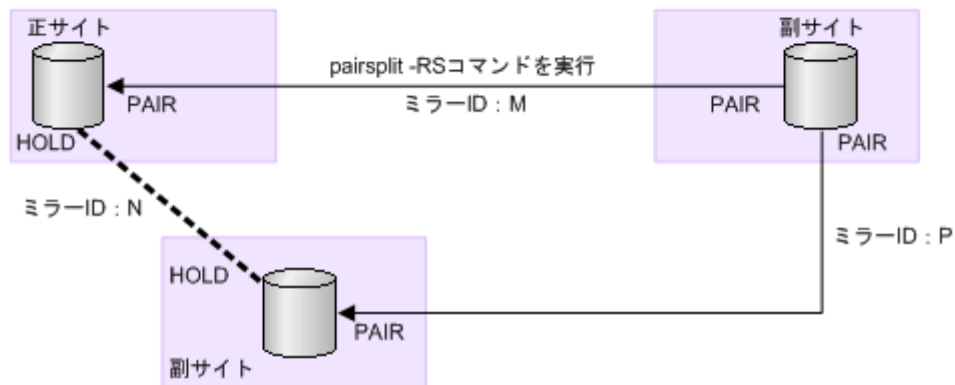 正サイト
副サイト
pairsplit -RSコマンドを実行
PAIR
ミラーID：M
PAIR
HOLD
PAIR
ミラーID：N
ミラーID：P
HOLD
PAIR
副サイト